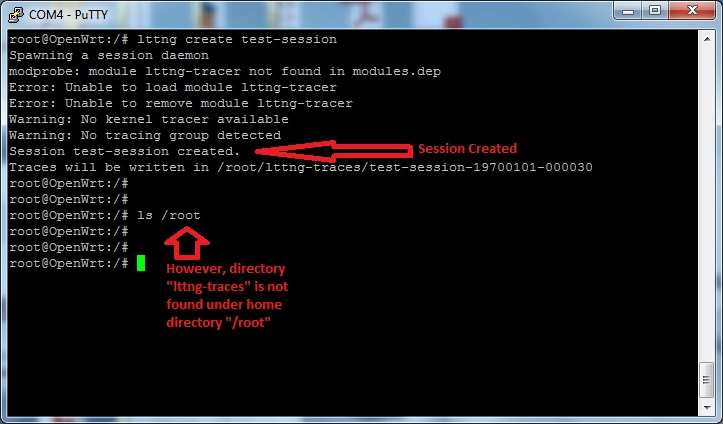 COM4 - PuTTY
root@OpenWrt:/# lttng create test-session
Spawning a session daemon
modprobe: module lttng-tracer not found in modules.dep
Error: Unable to load module lttng-tracer
Error: Unable to remove module lttng-tracer
Warning: No kernel tracer available
Warning: No tracing group detected
Session test-session created.
Session Created
Traces will be written in /root/lttng-traces/test-session-19700101-000030
root@OpenWrt:/#
root@OpenWrt:/#
root@OpenWrt:/# ls /root
root@OpenWrt:/#
root@OpenWrt:/#
root@OpenWrt:/#
However, directory
"lttng-traces" is not
found under home
directory "/root"